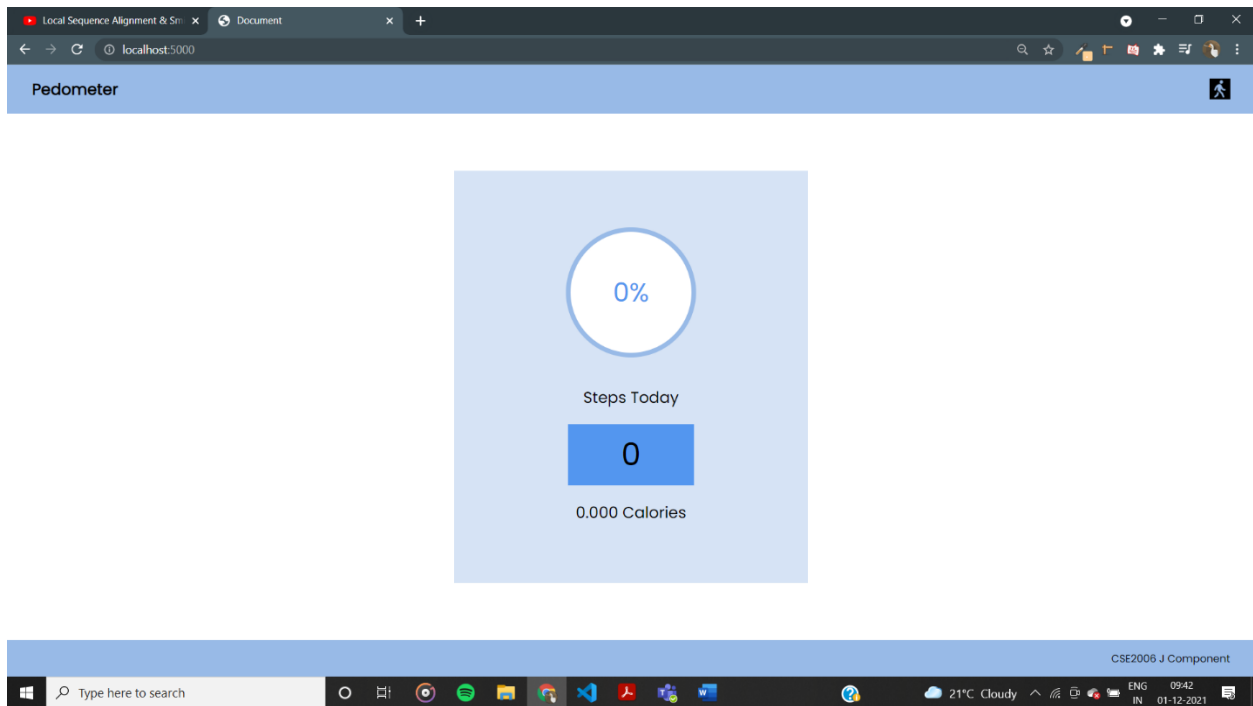 Local Sequence Alignment & Sm
Document
localhost:5000
Pedometer
0%
Steps Today
0
0.000 Calories
CSE2006 J Component
Type here to search
21°C Cloudy
ENG
IN
09:42
01-12-2021